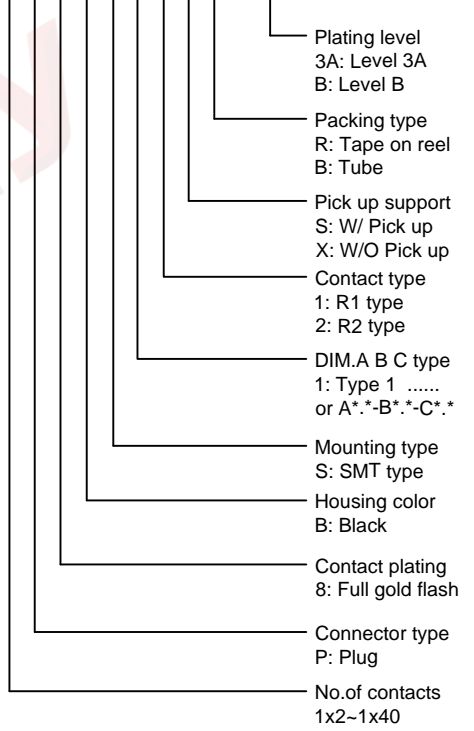 Plating level
3A: Level 3A
B: Level B
Packing type
R: Tape on reel
B: Tube
Pick up support
S: W/ Pick up
X: W/O Pick up
Contact type
1: R1 type
2: R2 type
DIM.A B C type
1: Type 1 ......
or A*.*-B*.*-C*.*
Mounting type
S: SMT type
Housing color
B: Black
Contact plating
8: Full gold flash
Connector type
P: Plug
No.of contacts
1x2~1x40